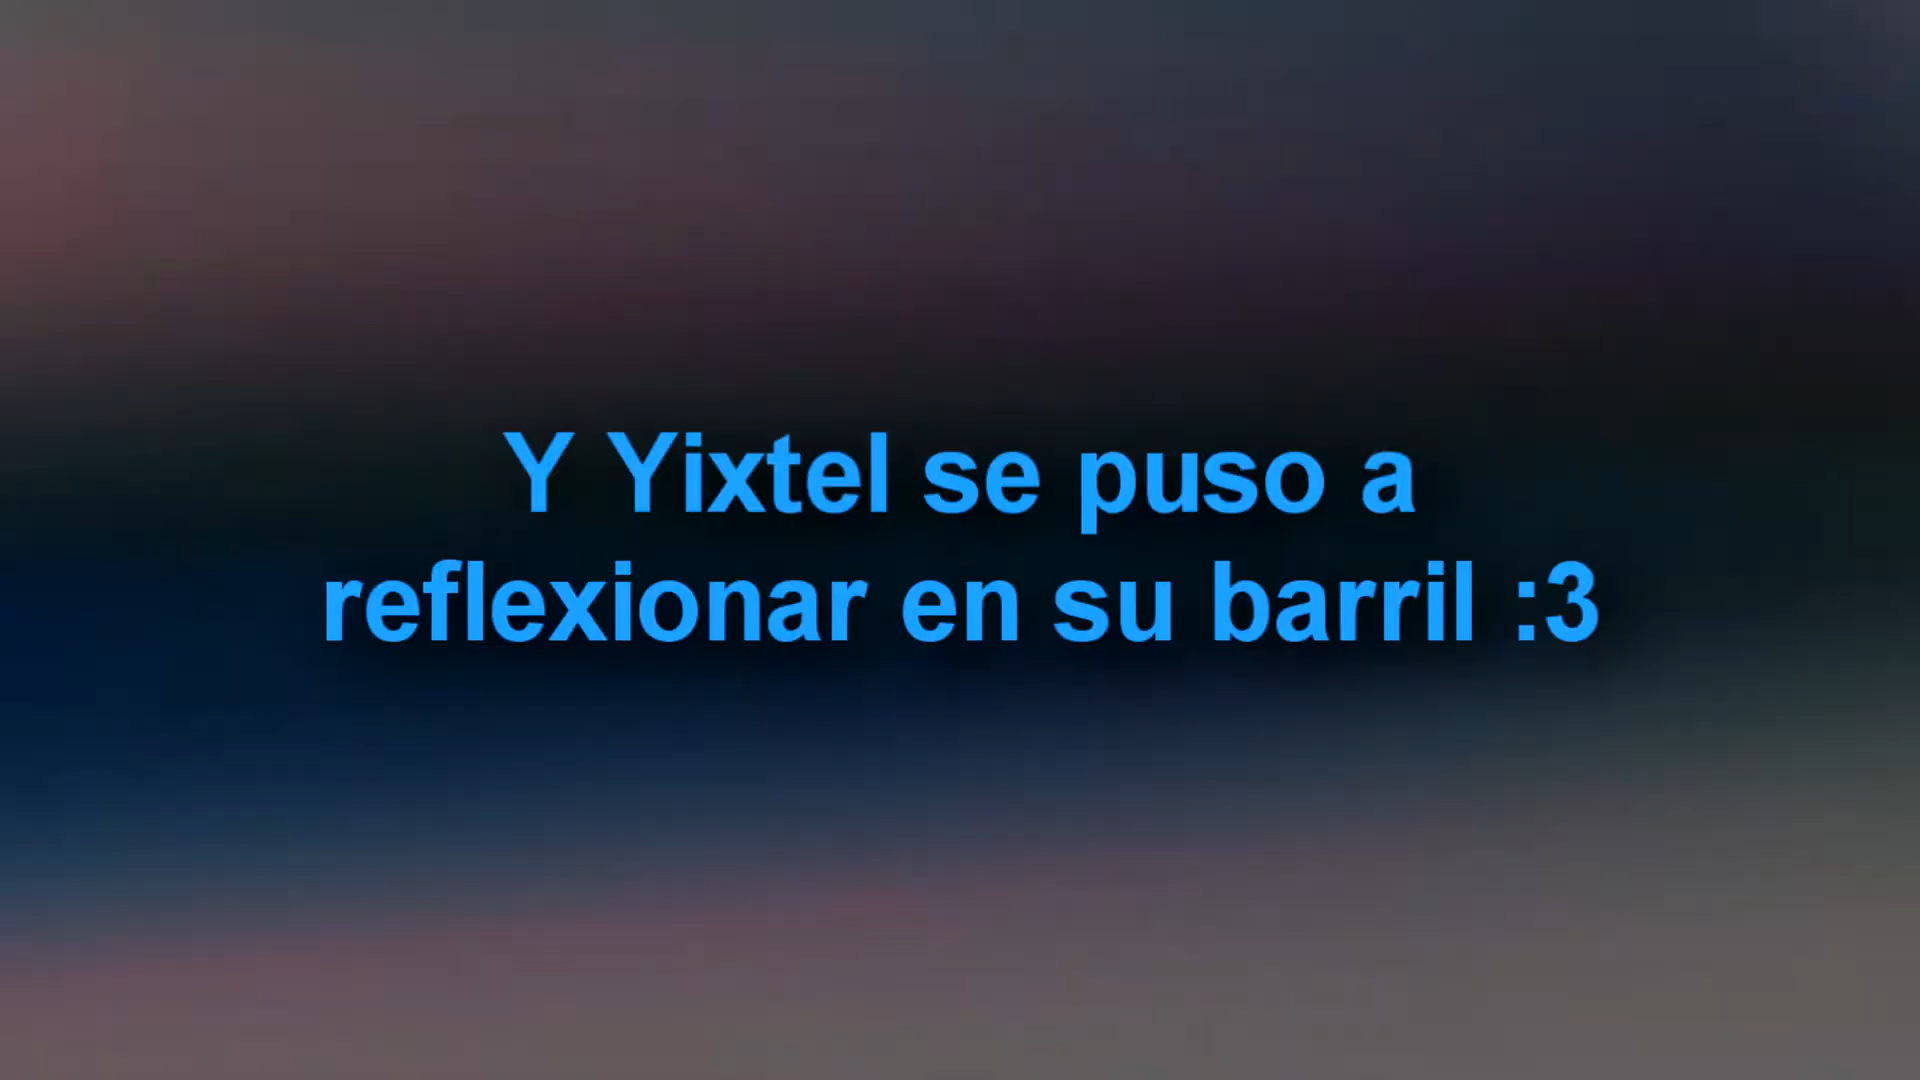 Y Yixtel se puso a
reflexionar en su barril :3